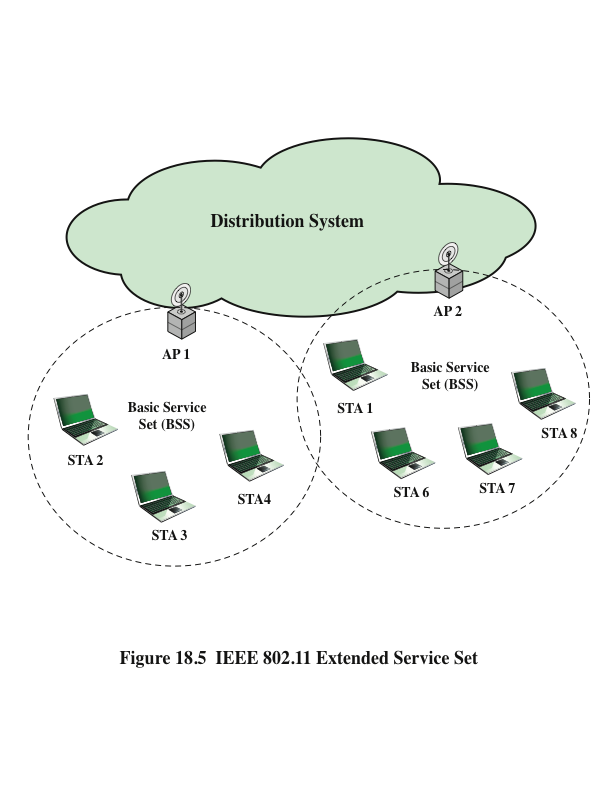 Distribution System
AP 2
AP 1
Basic Service
Set (BSS)
STA 1
STA 8
Basic Service
Set (BSS)
STA 2
STA4
STA 6
STA 7
STA 3
Figure 18.5 IEEE 802.11 Extended Service Set